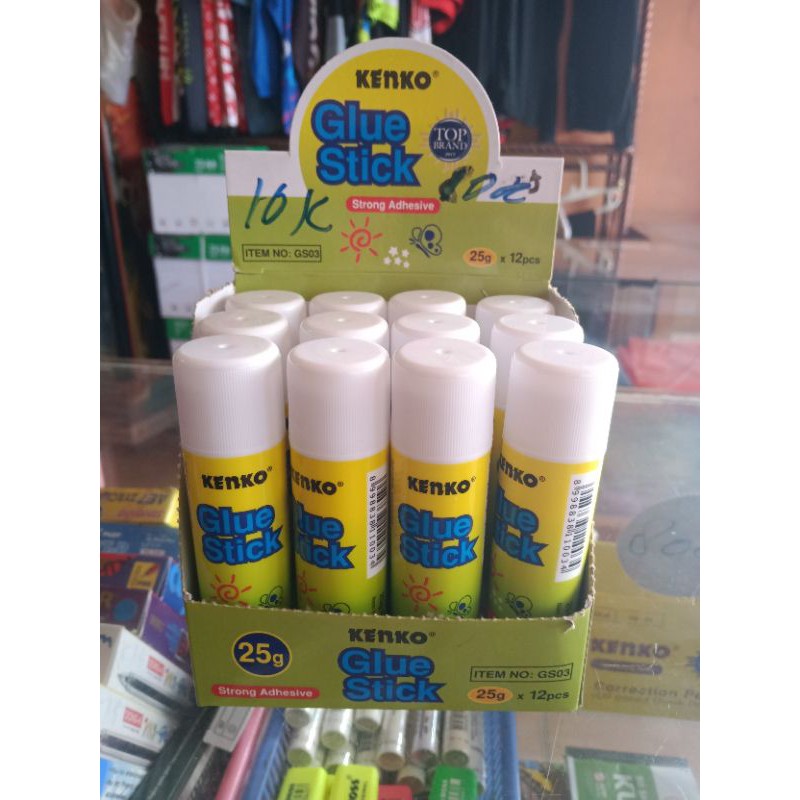 KENKO®
Glue
Stick
TOP
BRAND
10K
Strong Adhesive
ITEM NO: GS03
25g x 12pcs
KENKO®
Glue
Stick
KENKO®
Glue
Stick
KENKO®
Glue
Stick
Glue
Stick
KENKO®
Glue
Stick
25g
Strong Adhesive
ITEM NO: GS03
25g x 12pcs
KENKO
Correction